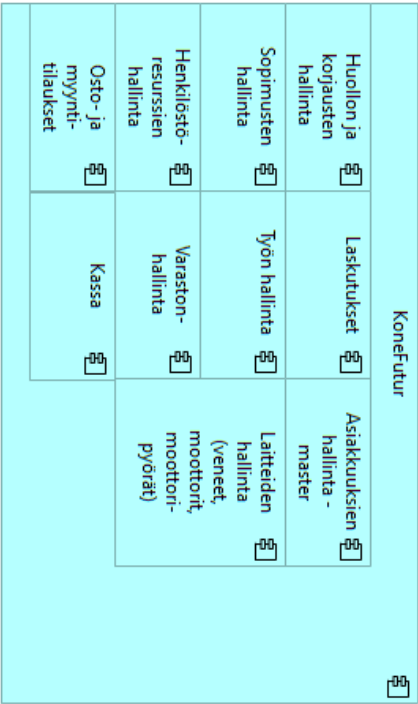 KoneFutur
Huollon ja
korjausten
hallinta
Laskutukset
Asiakkuuksien
hallinta -
master
Sopimusten
hallinta
Työn hallinta
Laitteiden
hallinta
(veneet,
moottorit,
moottori-
pyörät)
Henkilöstö-
resurssien
hallinta
Varaston-
hallinta
Osto- ja
myynti-
tilaukset
Kassa